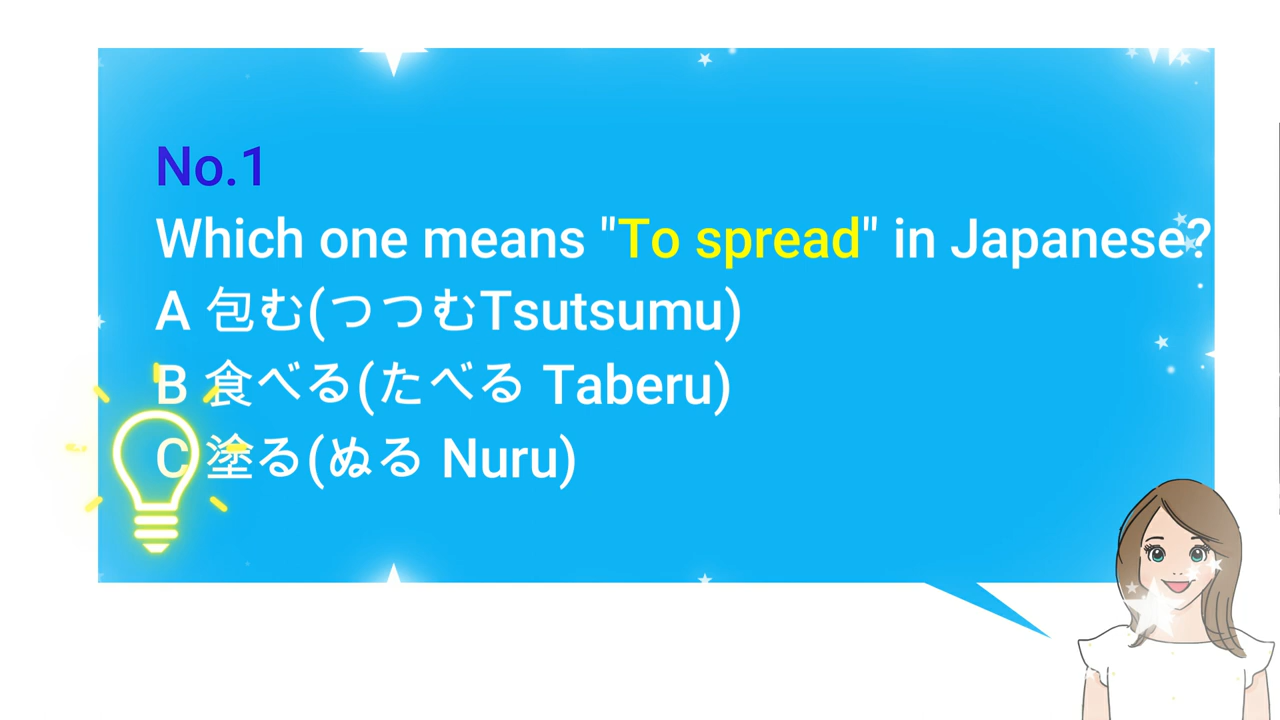 No.1
Which one means "To spread" in Japanese?
A 包む(つつむTsutsumu)
B 食べる(たべる Taberu)
C 塗る(ぬる Nuru)